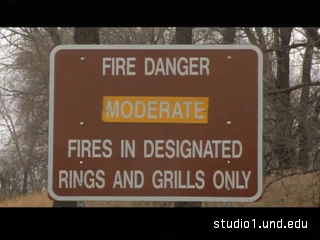 FIRE DANGER
MODERATE
FIRES IN DESIGNATED
RINGS AND GRILLS ONLY
studio1.und.edu